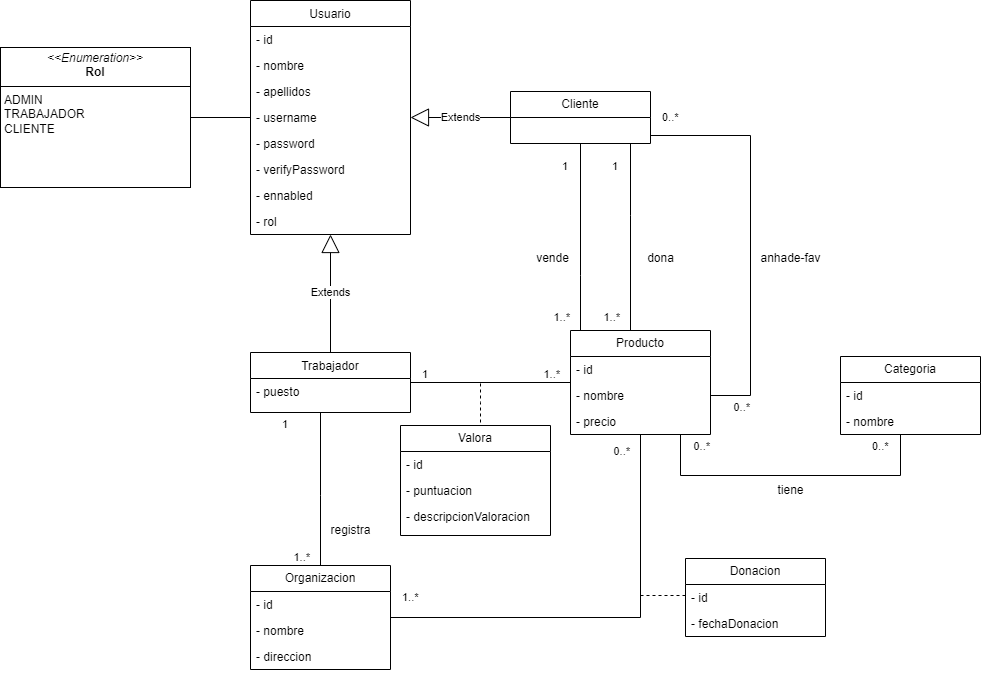 Usuario
- id
- nombre
- apellidos
- username
- password
- verifyPassword
- ennabled
- rol
<<Enumeration>>
Rol
ADMIN
TRABAJADOR
CLIENTE
Extends
Cliente
0..*
1
1
vende
dona
anhade-fav
1..*
1..*
Extends
Trabajador
- puesto
1
1..*
1
Producto
- id
- nombre
- precio
0..*
0..*
0..*
Categoria
- id
- nombre
0..*
tiene
Valora
- id
- puntuacion
- descripcionValoracion
registra
1..*
Organizacion
- id
- nombre
- direccion
1..*
Donacion
- id
- fechaDonacion